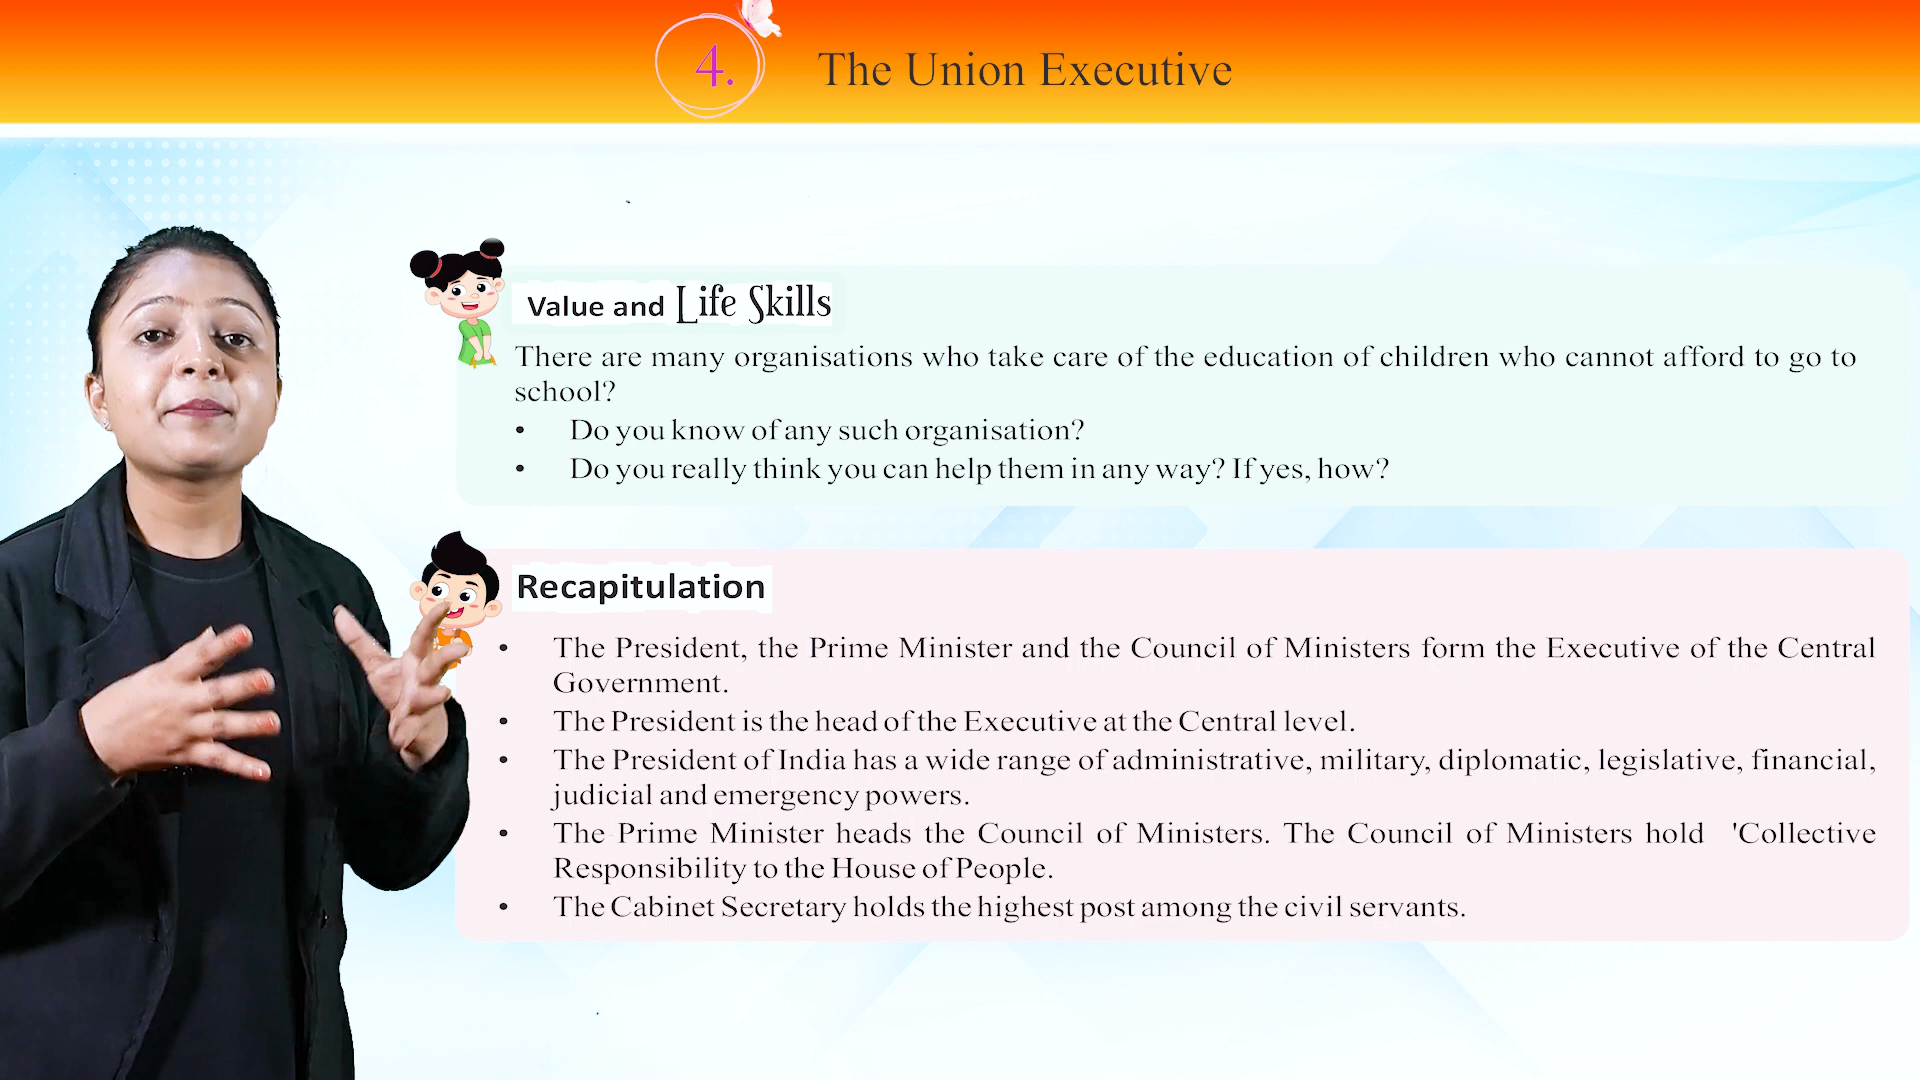 4. The Union Executive
Value and Life Skills
There are many organisations who take care of the education of children who cannot afford to go to
school?
• Do you know of any such organisation?
• Do you really think you can help them in any way? If yes, how?
Recapitulation
• The President, the Prime Minister and the Council of Ministers form the Executive of the Central
Government.
• The President is the head of the Executive at the Central level.
• The President of India has a wide range of administrative, military, diplomatic, legislative, financial,
judicial and emergency powers.
• The Prime Minister heads the Council of Ministers. The Council of Ministers hold 'Collective
Responsibility to the House of People.
• The Cabinet Secretary holds the highest post among the civil servants.